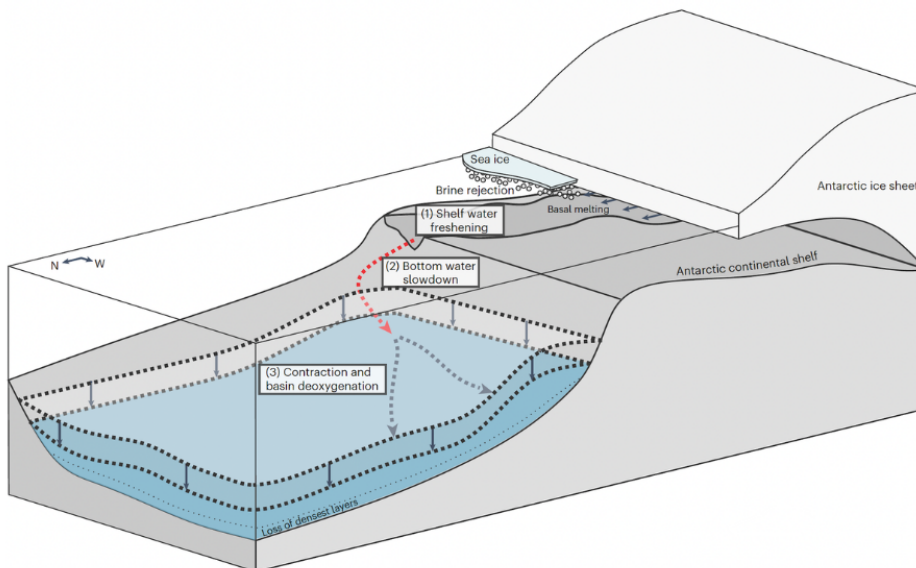 Sea ice
Brine rejection
Antarctic ice sheet
Basal melting
(1) Shelf water
freshening
(2) Bottom water
slowdown
Antarctic continental shelf
N W
(3) Contraction and
basin deoxygenation
Loss of densest layers